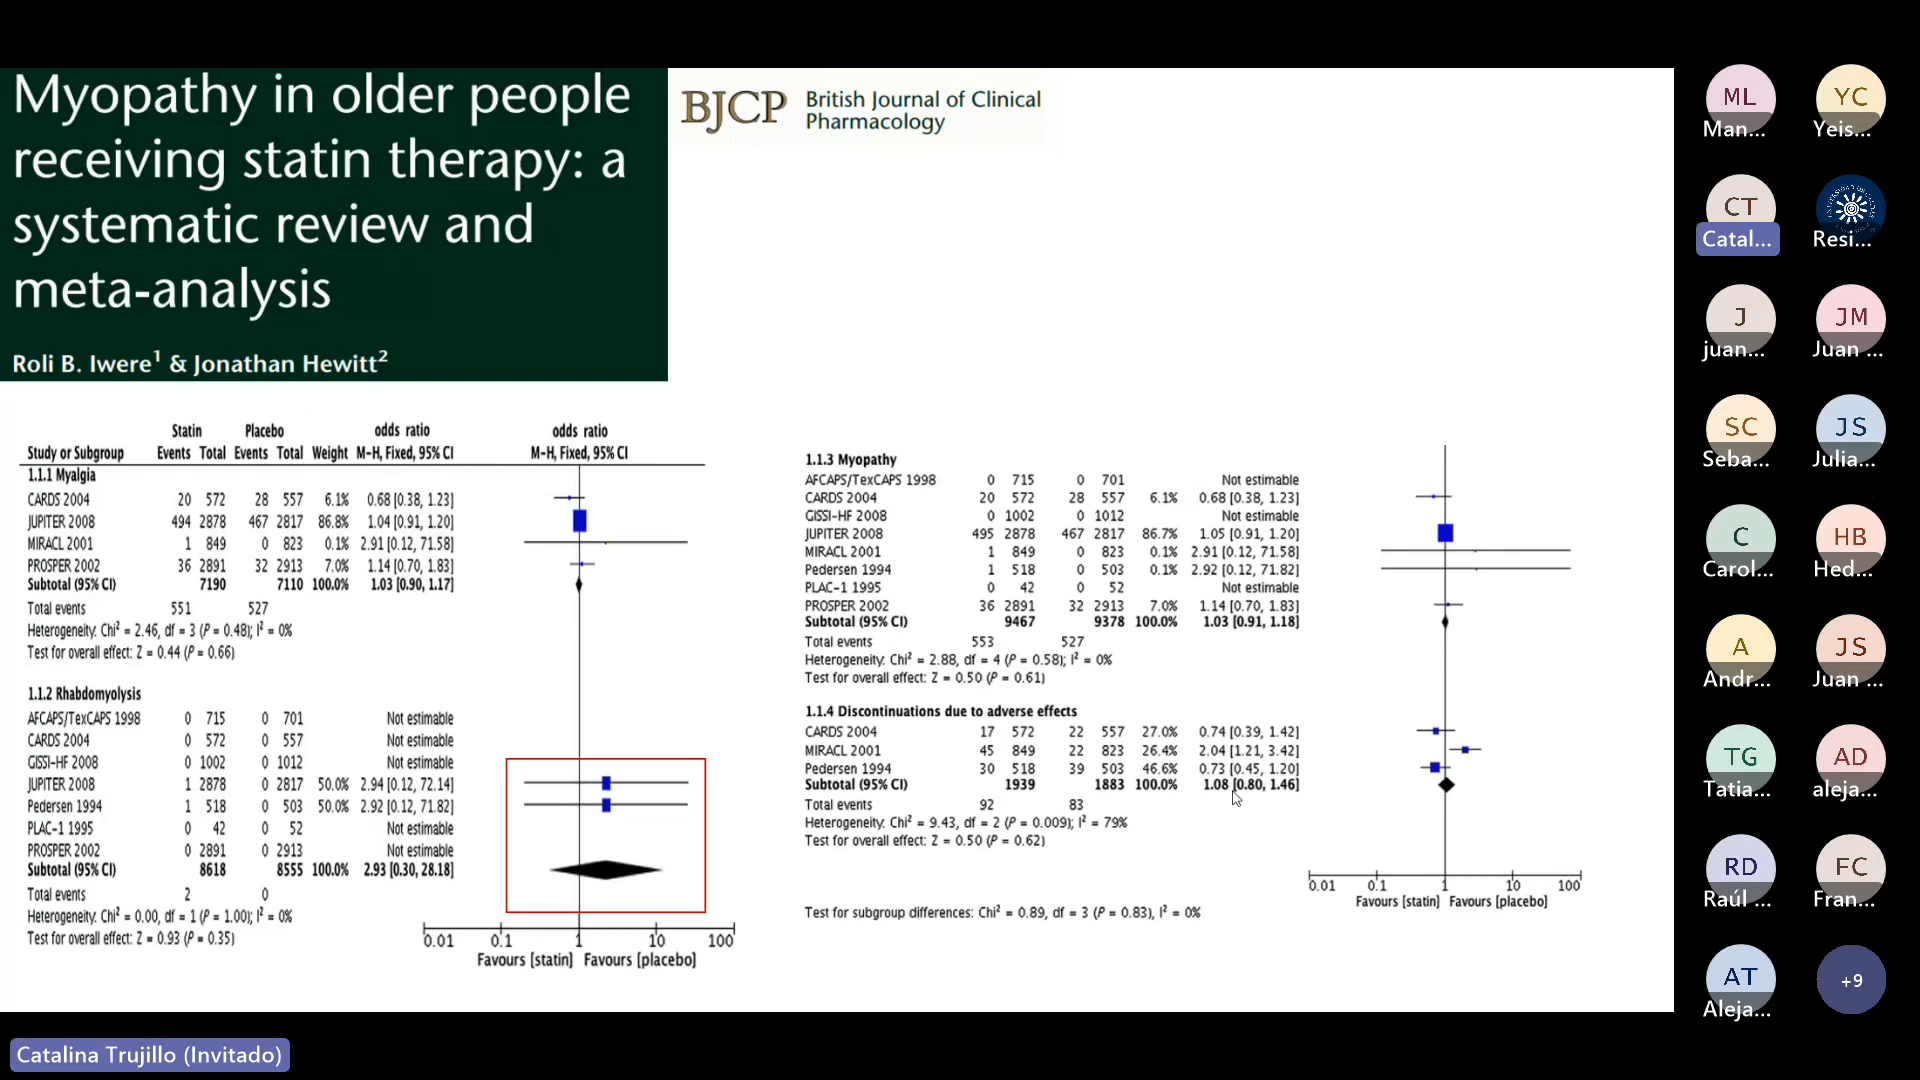 Myopathy in older people
receiving statin therapy: a
systematic review and
meta-analysis
Roli B. Iwere¹ & Jonathan Hewitt²
BJCP British Journal of Clinical
Pharmacology
Statin Placebo odds ratio odds ratio
Study or Subgroup Events Total Events Total Weight M-H, Fixed, 95% CI M-H, Fixed, 95% CI
1.1.1 Myalgia
CARDS 2004 20 572 28 557 6.1% 0.68 [0.38, 1.23]
JUPITER 2008 494 2878 467 2817 86.8% 1.04 [0.91, 1.20]
MIRACL 2001 1 849 0 823 0.1% 2.91 [0.12, 71.58]
PROSPER 2002 36 2891 32 2913 7.0% 1.14 [0.70, 1.83]
Subtotal (95% CI) 7190 7110 100.0% 1.03 [0.90, 1.17]
Total events 551 527
Heterogeneity: Chi² = 2.46, df = 3 (P = 0.48); I² = 0%
Test for overall effect: Z = 0.44 (P = 0.66)
1.1.2 Rhabdomyolysis
AFCAPS/TexCAPS 1998 0 715 0 701 Not estimable
CARDS 2004 0 572 0 557 Not estimable
GISSI-HF 2008 0 1002 0 1012 Not estimable
JUPITER 2008 1 2878 0 2817 50.0% 2.94 [0.12, 72.14]
Pedersen 1994 1 518 0 503 50.0% 2.92 [0.12, 71.82]
PLAC-1 1995 0 42 0 52 Not estimable
PROSPER 2002 0 2891 0 2913 Not estimable
Subtotal (95% CI) 8618 8555 100.0% 2.93 [0.30, 28.18]
Total events 2 0
Heterogeneity: Chi² = 0.00, df = 1 (P = 1.00); I² = 0%
Test for overall effect: Z = 0.93 (P = 0.35)
0.01 0.1 1 10 100
Favours [statin] Favours [placebo]
1.1.3 Myopathy
AFCAPS/TexCAPS 1998 0 715 0 701 Not estimable
CARDS 2004 20 572 28 557 6.1% 0.68 [0.38, 1.23]
GISSI-HF 2008 0 1002 0 1012 Not estimable
JUPITER 2008 495 2878 467 2817 86.7% 1.05 [0.91, 1.20]
MIRACL 2001 1 849 0 823 0.1% 2.91 [0.12, 71.58]
Pedersen 1994 1 518 0 503 0.1% 2.92 [0.12, 71.82]
PLAC-1 1995 0 42 0 52 Not estimable
PROSPER 2002 36 2891 32 2913 7.0% 1.14 [0.70, 1.83]
Subtotal (95% CI) 9467 9378 100.0% 1.03 [0.91, 1.18]
Total events 553 527
Heterogeneity: Chi² = 2.88, df = 4 (P = 0.58); I² = 0%
Test for overall effect: Z = 0.50 (P = 0.61)
1.1.4 Discontinuations due to adverse effects
CARDS 2004 17 572 22 557 27.0% 0.74 [0.39, 1.42]
MIRACL 2001 45 849 22 823 26.4% 2.04 [1.21, 3.42]
Pedersen 1994 30 518 39 503 46.6% 0.73 [0.45, 1.20]
Subtotal (95% CI) 1939 1883 100.0% 1.08 [0.80, 1.46]
Total events 92 83
Heterogeneity: Chi² = 9.43, df = 2 (P = 0.009); I² = 79%
Test for overall effect: Z = 0.50 (P = 0.62)
0.01 0.1 1 10 100
Favours [statin] Favours [placebo]
Test for subgroup differences: Chi² = 0.89, df = 3 (P = 0.83), I² = 0%
ML YC
Man... Yeis...
CT
Catal... Resi...
J JM
juan... Juan ...
SC JS
Seba... Julia...
C HB
Carol... Hed...
A JS
Andr... Juan ...
TG AD
Tatia... aleja...
RD FC
Raúl ... Fran...
AT +9
Aleja...
Catalina Trujillo (Invitado)